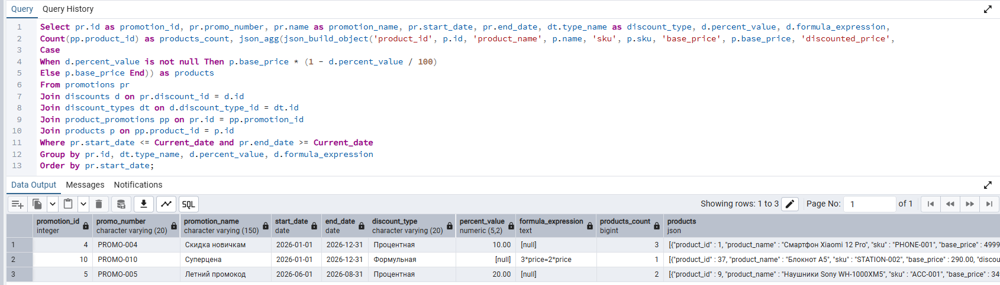 Query Query History
1 Select pr.id as promotion_id, pr.promo_number, pr.name as promotion_name, pr.start_date, pr.end_date, dt.type_name as discount_type, d.percent_value, d.formula_expression,
2 Count(pp.product_id) as products_count, json_agg(json_build_object('product_id', p.id, 'product_name', p.name, 'sku', p.sku, 'base_price', p.base_price, 'discounted_price',
3 Case
4 When d.percent_value is not null Then p.base_price * (1 - d.percent_value / 100)
5 Else p.base_price End)) as products
6 From promotions pr
7 Join discounts d on pr.discount_id = d.id
8 Join discount_types dt on d.discount_type_id = dt.id
9 Join product_promotions pp on pr.id = pp.promotion_id
10 Join products p on pp.product_id = p.id
11 Where pr.start_date <= Current_date and pr.end_date >= Current_date
12 Group by pr.id, dt.type_name, d.percent_value, d.formula_expression
13 Order by pr.start_date;
Data Output Messages Notifications
SQL Showing rows: 1 to 3 Page No: 1 of 1
promotion_id promo_number promotion_name start_date end_date discount_type percent_value formula_expression products_count products
integer character varying (20) character varying (150) date date character varying (20) numeric (5,2) text bigint json
1 4 PROMO-004 Скидка новичкам 2026-01-01 2026-12-31 Процентная 10.00 [null] 3 [{"product_id" : 1, "product_name" : "Смартфон Xiaomi 12 Pro", "sku" : "PHONE-001", "base_price" : 4999
2 10 PROMO-010 Суперцена 2026-01-01 2026-12-31 Формульная [null] 3*price=2*price 1 [{"product_id" : 37, "product_name" : "Блокнот A5", "sku" : "STATION-002", "base_price" : 290.00, "discou
3 5 PROMO-005 Летний промокод 2026-06-01 2026-08-31 Процентная 20.00 [null] 2 [{"product_id" : 9, "product_name" : "Наушники Sony WH-1000XM5", "sku" : "ACC-001", "base_price" : 349